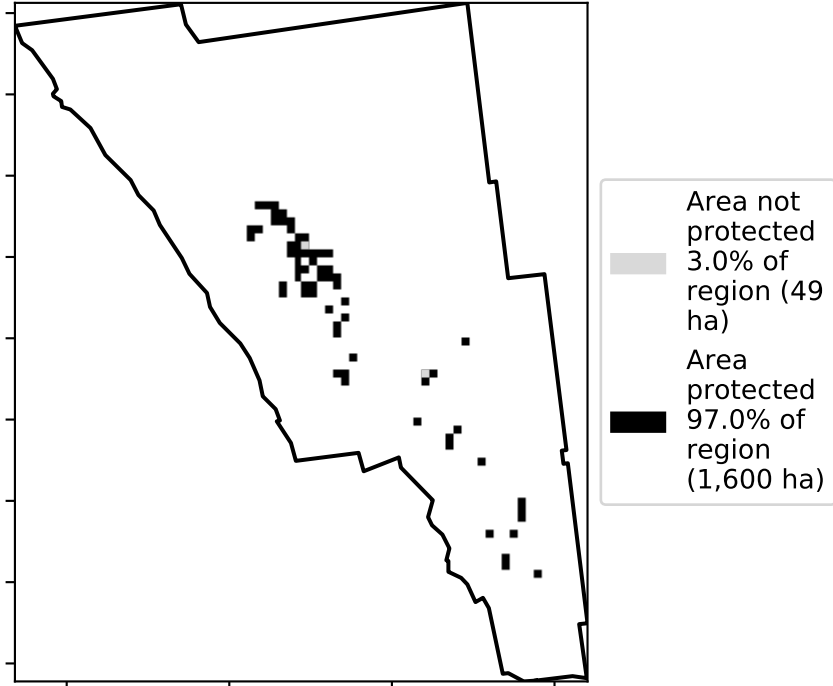 Area not
protected
3.0% of
region (49
ha)
Area
protected
97.0% of
region
(1,600 ha)